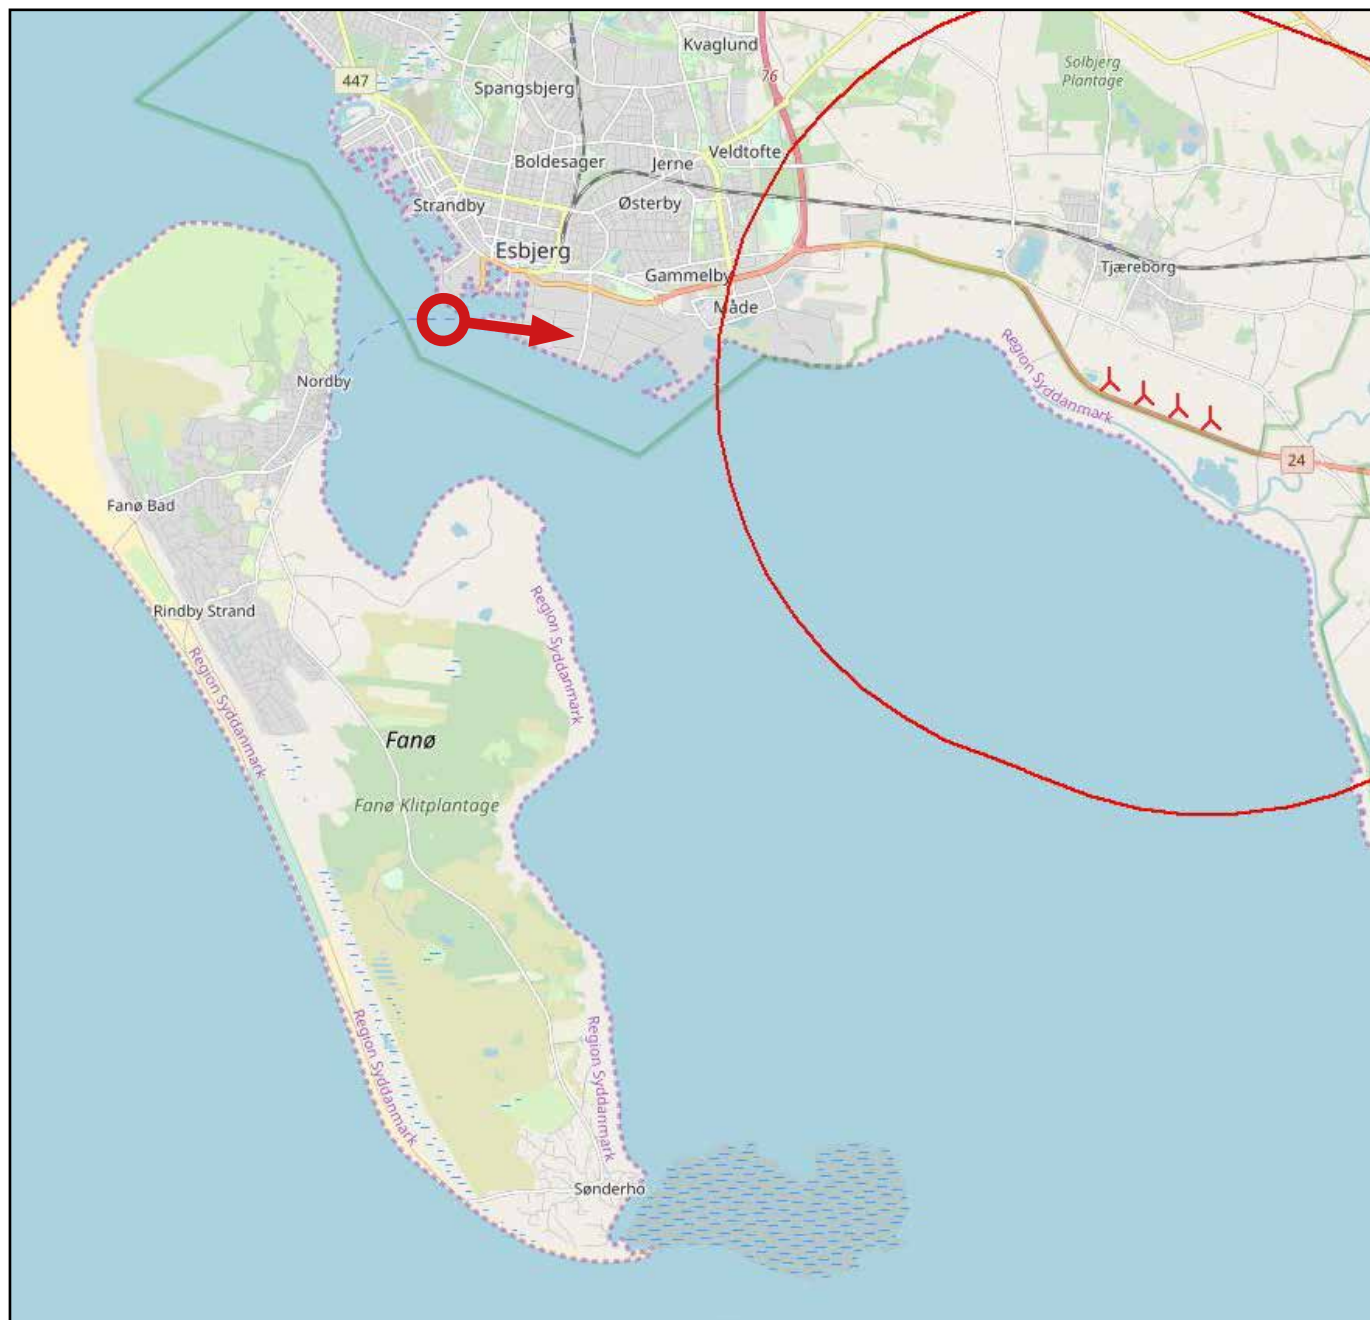 Kvaglund
Solbjerg
Plantage
447
76
Spangsbjerg
Boldesager
Jerne
Veldtofte
Strandby
Østerby
Esbjerg
Gammelby
Tjæreborg
Måde
Region Syddanmark
Nordby
24
Fanø Bad
Rindby Strand
Region Syddanmark
Region Syddanmark
Fanø
Fanø Klitplantage
Region Syddanmark
Region Syddanmark
Sønderho